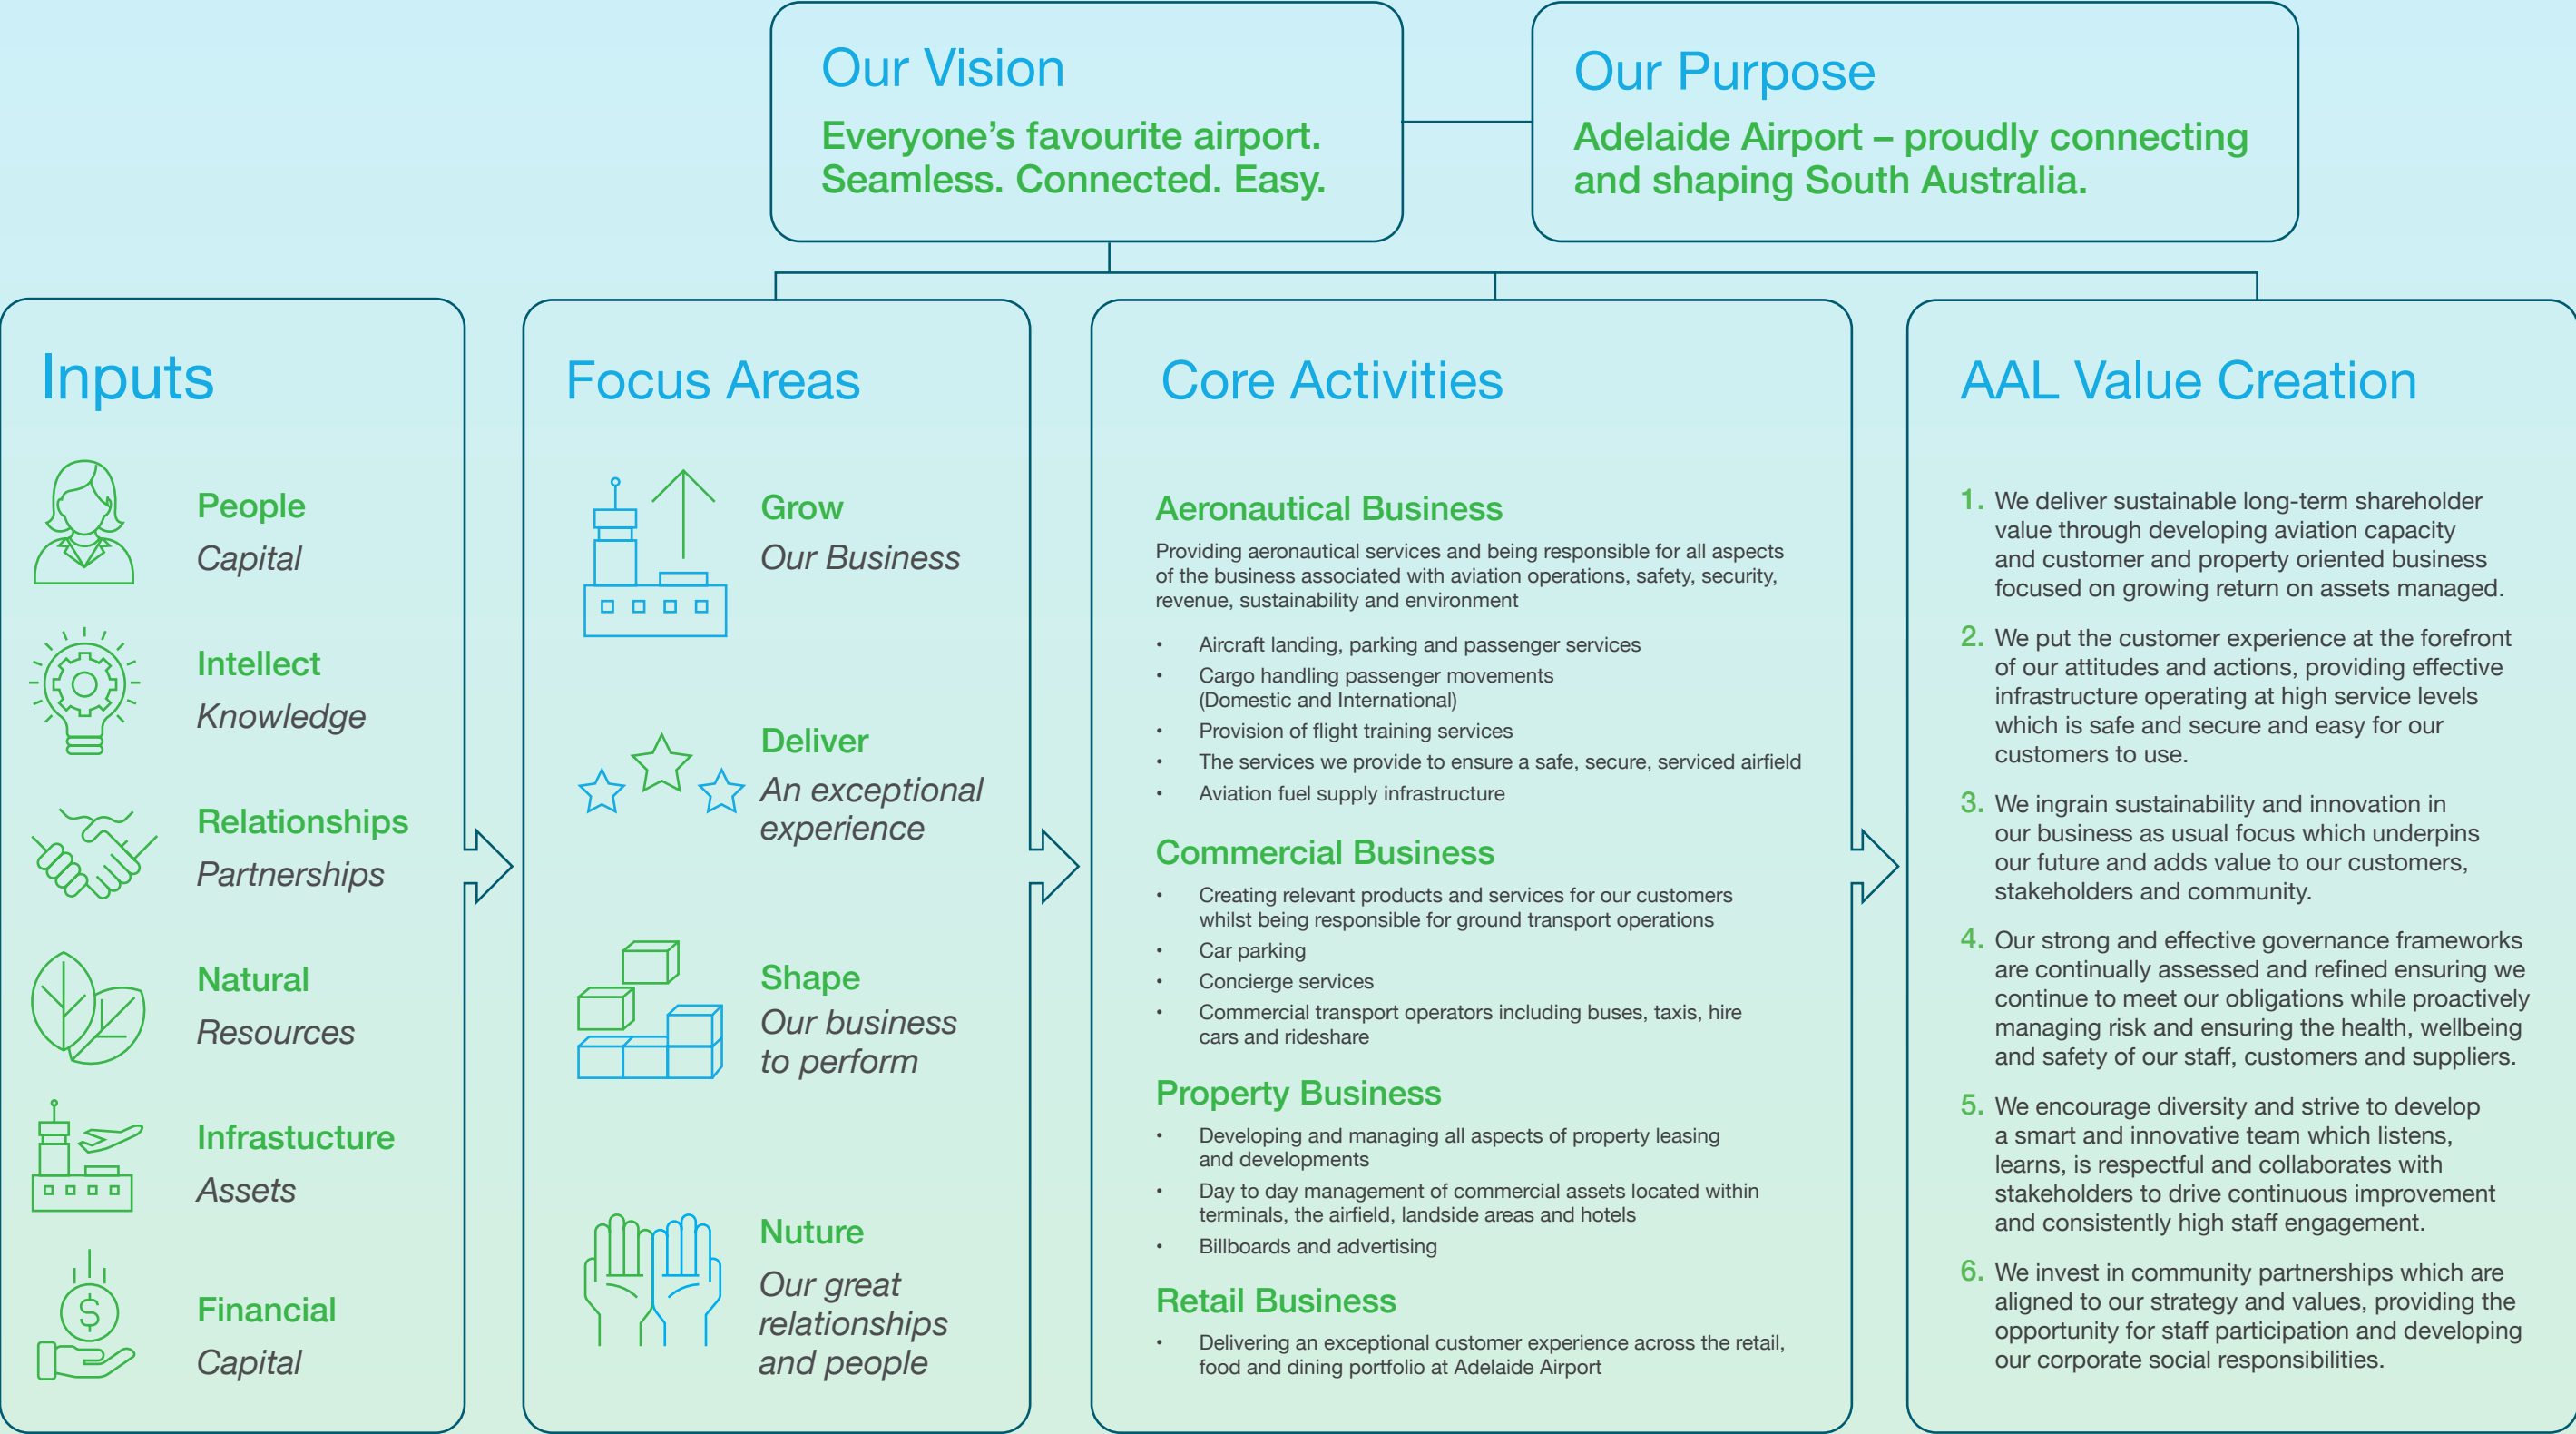 Our Vision
Everyone’s favourite airport.
Seamless. Connected. Easy.
Our Purpose
Adelaide Airport – proudly connecting
and shaping South Australia.
Inputs
People
Capital
Intellect
Knowledge
Relationships
Partnerships
Natural
Resources
Infrastucture
Assets
Financial
Capital
Focus Areas
Grow
Our Business
Deliver
An exceptional
experience
Shape
Our business
to perform
Nuture
Our great
relationships
and people
Core Activities
Aeronautical Business
Providing aeronautical services and being responsible for all aspects
of the business associated with aviation operations, safety, security,
revenue, sustainability and environment
• Aircraft landing, parking and passenger services
• Cargo handling passenger movements
(Domestic and International)
• Provision of flight training services
• The services we provide to ensure a safe, secure, serviced airfield
• Aviation fuel supply infrastructure
Commercial Business
• Creating relevant products and services for our customers
whilst being responsible for ground transport operations
• Car parking
• Concierge services
• Commercial transport operators including buses, taxis, hire
cars and rideshare
Property Business
• Developing and managing all aspects of property leasing
and developments
• Day to day management of commercial assets located within
terminals, the airfield, landside areas and hotels
• Billboards and advertising
Retail Business
• Delivering an exceptional customer experience across the retail,
food and dining portfolio at Adelaide Airport
AAL Value Creation
1. We deliver sustainable long-term shareholder
value through developing aviation capacity
and customer and property oriented business
focused on growing return on assets managed.
2. We put the customer experience at the forefront
of our attitudes and actions, providing effective
infrastructure operating at high service levels
which is safe and secure and easy for our
customers to use.
3. We ingrain sustainability and innovation in
our business as usual focus which underpins
our future and adds value to our customers,
stakeholders and community.
4. Our strong and effective governance frameworks
are continually assessed and refined ensuring we
continue to meet our obligations while proactively
managing risk and ensuring the health, wellbeing
and safety of our staff, customers and suppliers.
5. We encourage diversity and strive to develop
a smart and innovative team which listens,
learns, is respectful and collaborates with
stakeholders to drive continuous improvement
and consistently high staff engagement.
6. We invest in community partnerships which are
aligned to our strategy and values, providing the
opportunity for staff participation and developing
our corporate social responsibilities.